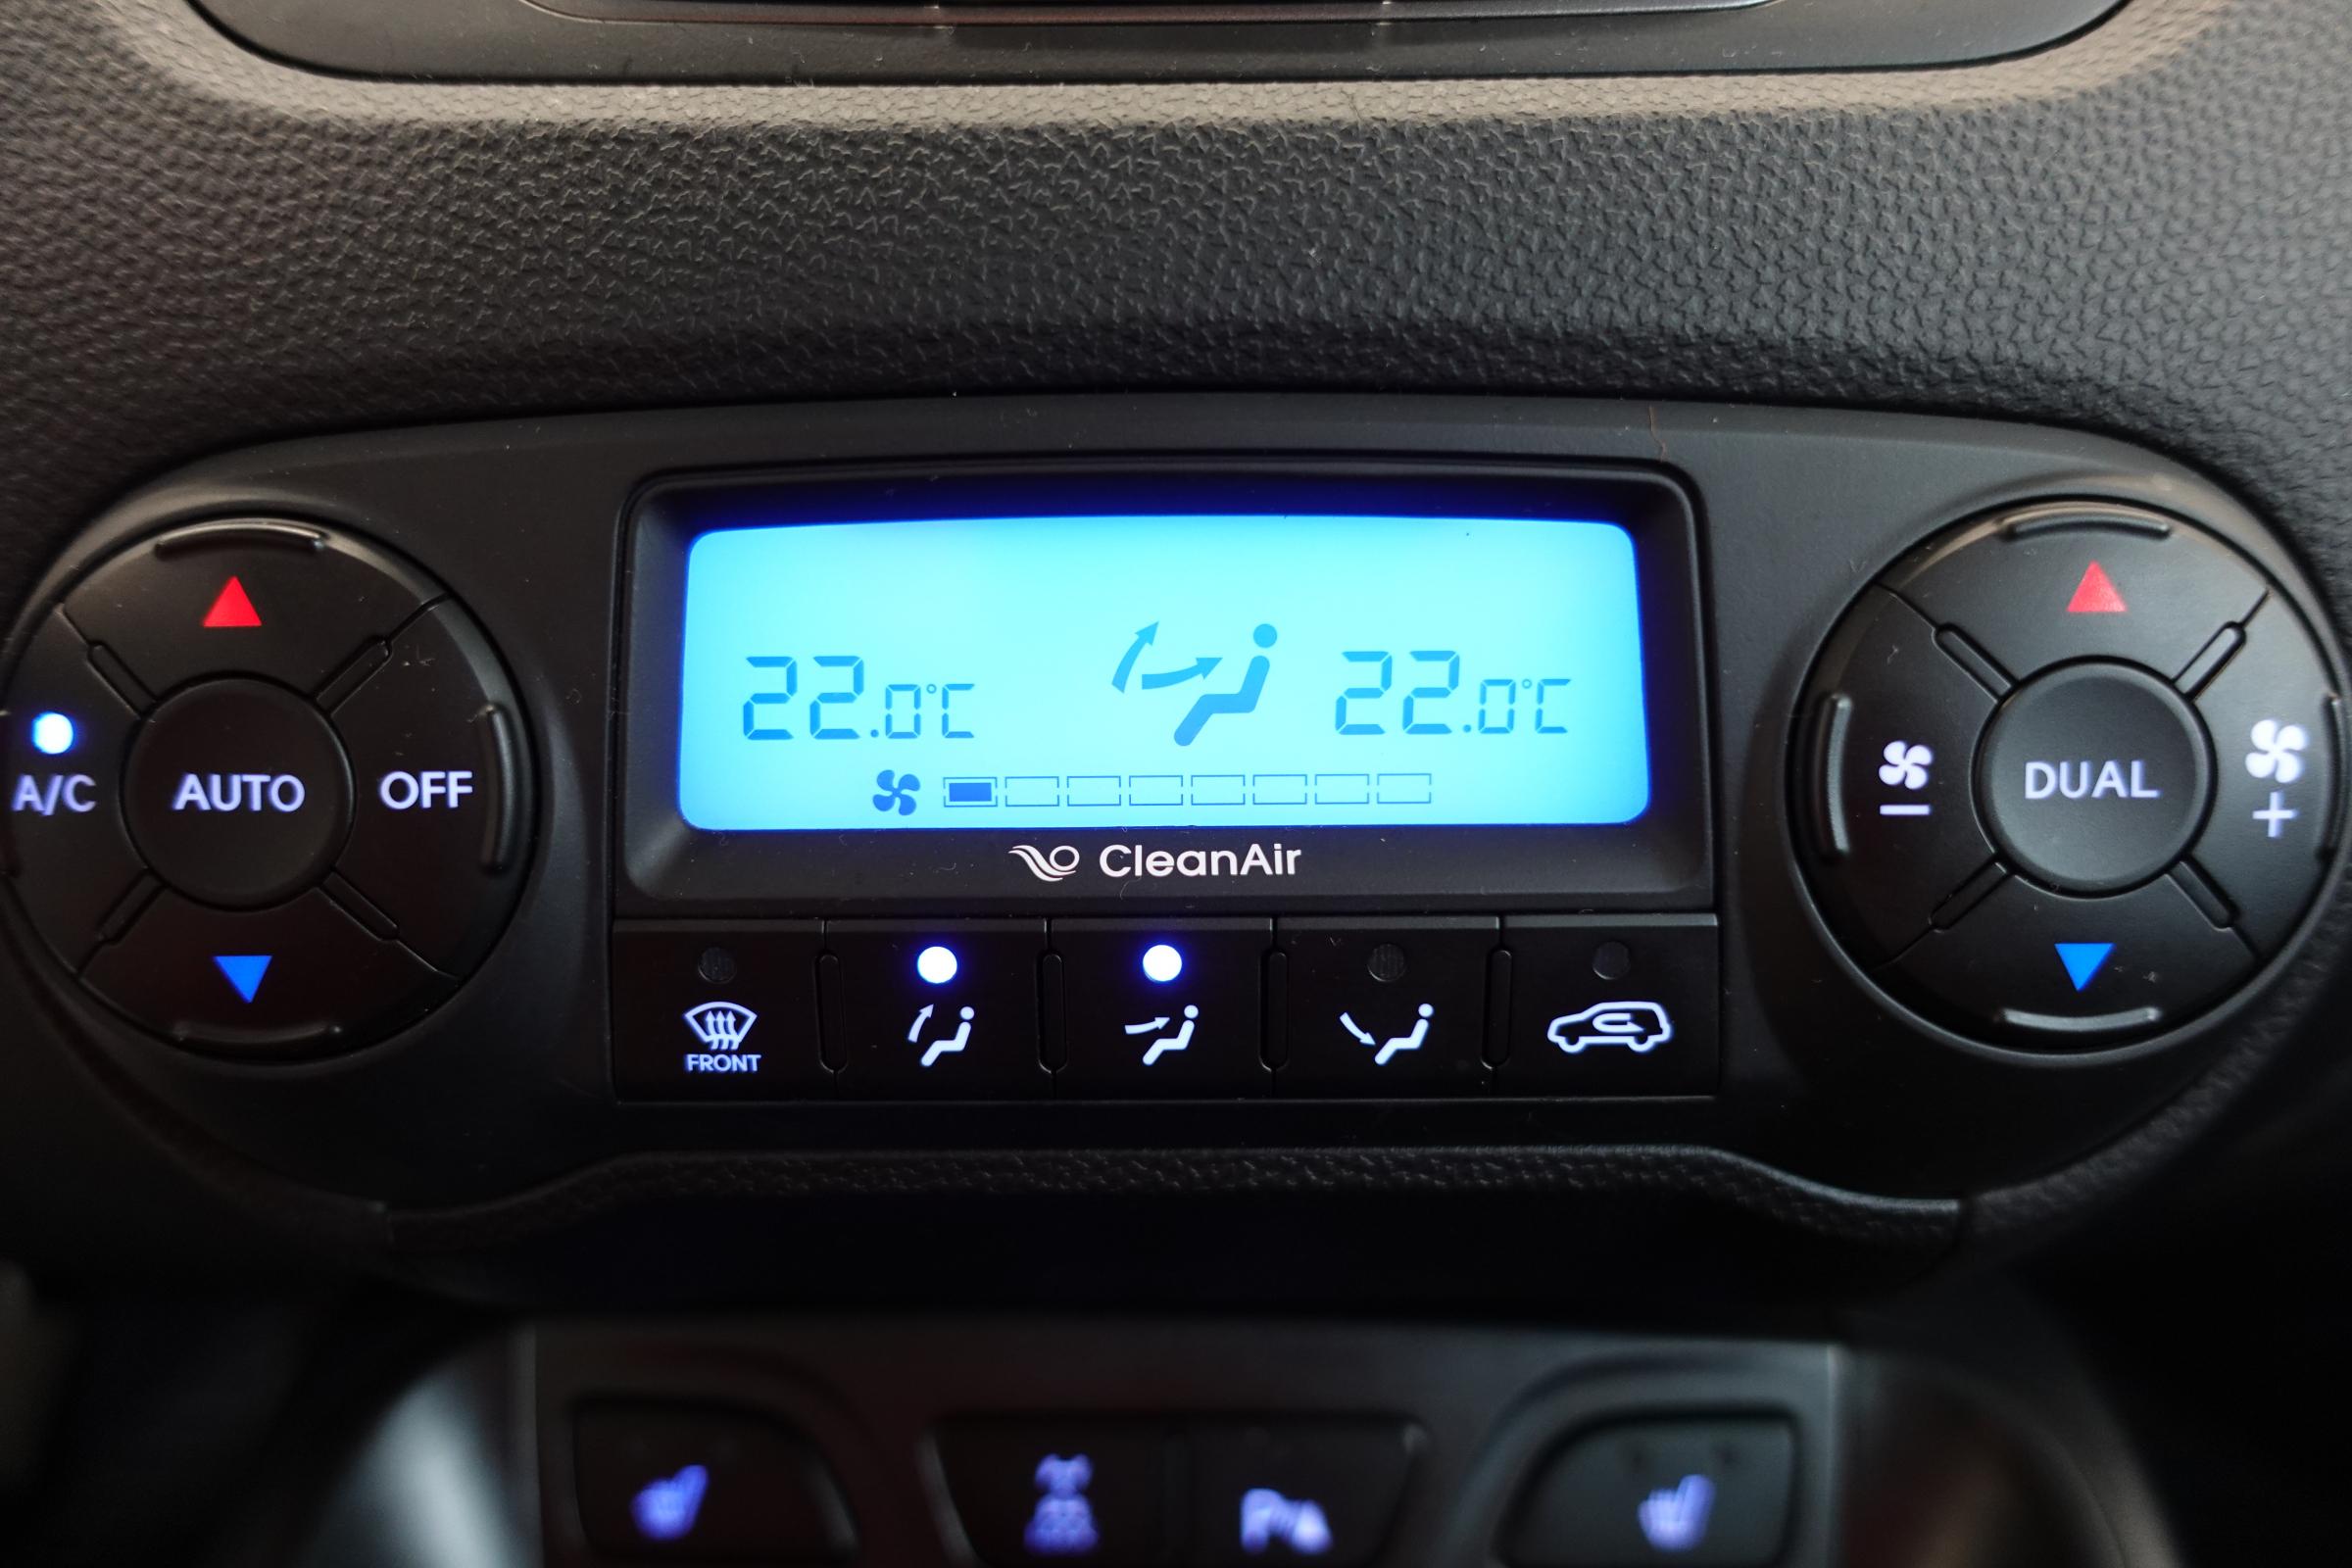 22.0°C 22.0°C
CleanAir
A/C AUTO OFF
DUAL
FRONT
P